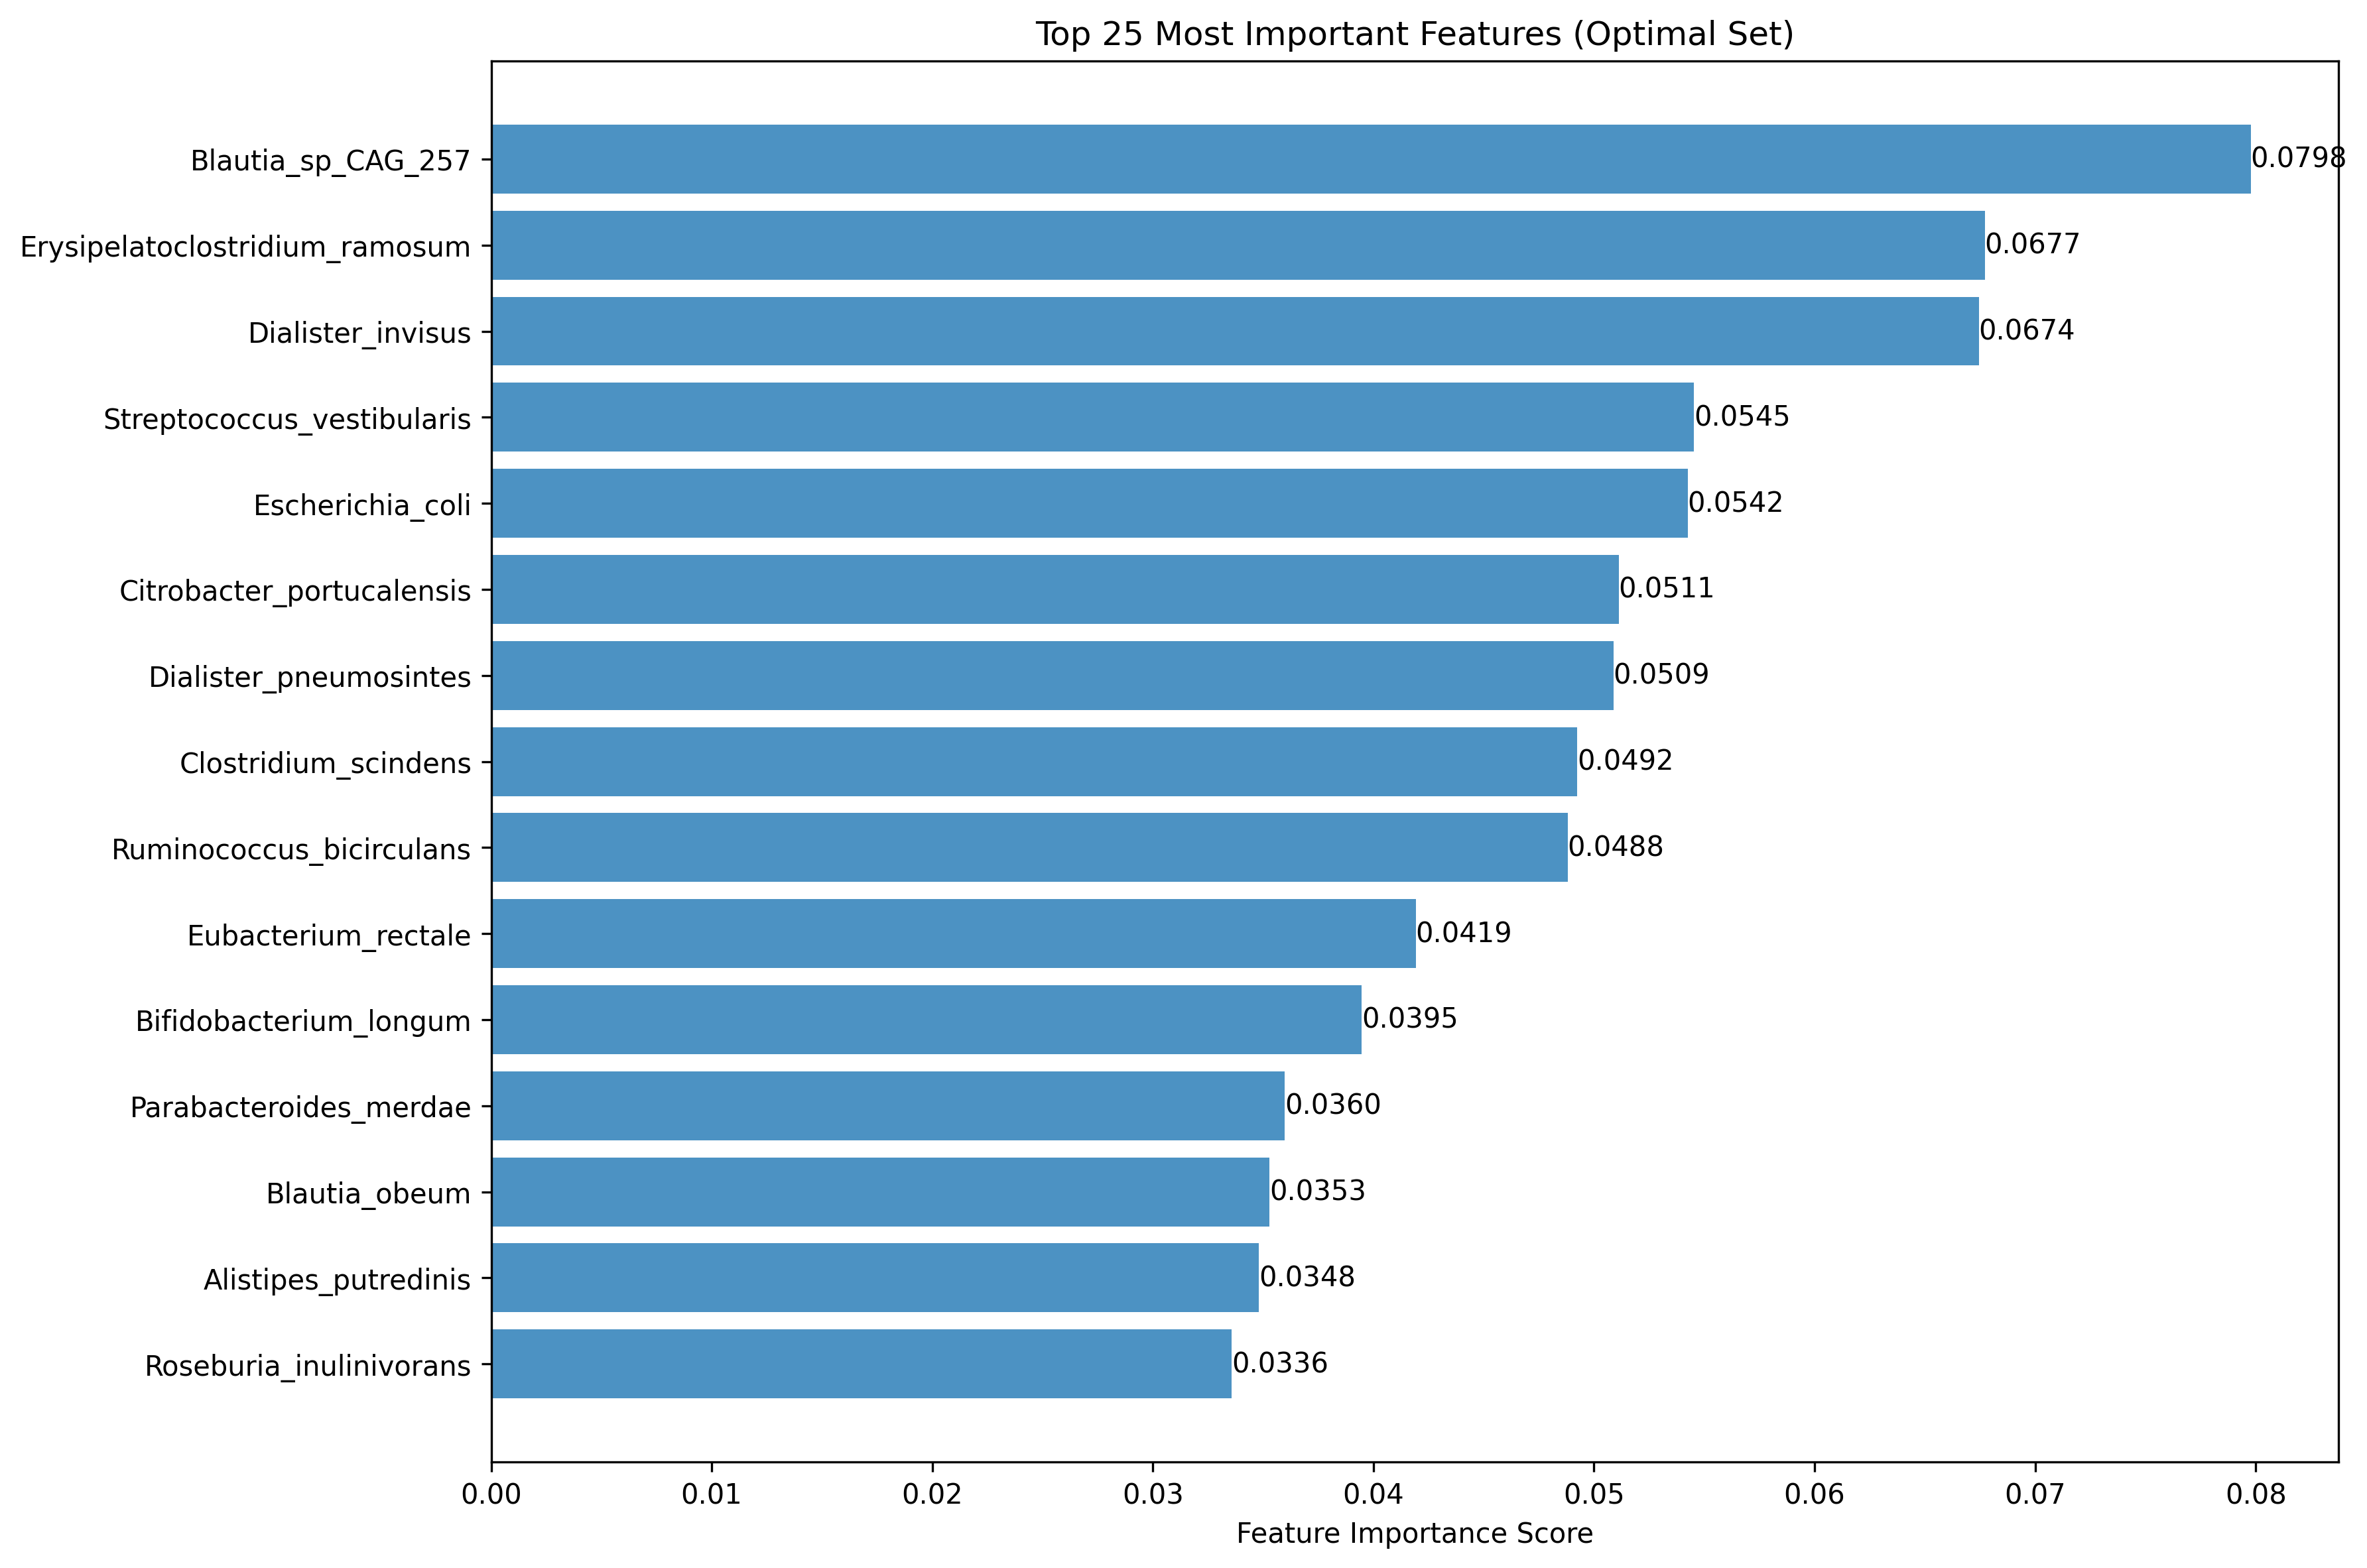 Top 25 Most Important Features (Optimal Set)
Blautia_sp_CAG_257 0.0798
Erysipelatoclostridium_ramosum 0.0677
Dialister_invisus 0.0674
Streptococcus_vestibularis 0.0545
Escherichia_coli 0.0542
Citrobacter_portucalensis 0.0511
Dialister_pneumosintes 0.0509
Clostridium_scindens 0.0492
Ruminococcus_bicirculans 0.0488
Eubacterium_rectale 0.0419
Bifidobacterium_longum 0.0395
Parabacteroides_merdae 0.0360
Blautia_obeum 0.0353
Alistipes_putredinis 0.0348
Roseburia_inulinivorans 0.0336
0.00 0.01 0.02 0.03 0.04 0.05 0.06 0.07 0.08
Feature Importance Score